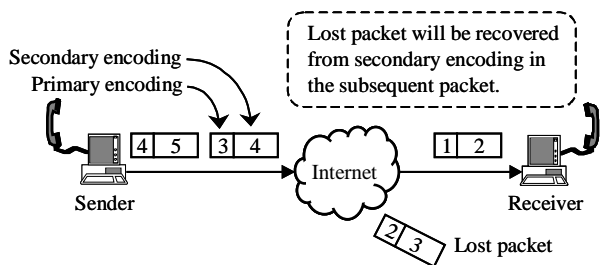 Lost packet will be recovered
from secondary encoding in
the subsequent packet.
Secondary encoding
Primary encoding
4 5
3 4
Internet
1 2
Sender
Receiver
2 3
Lost packet